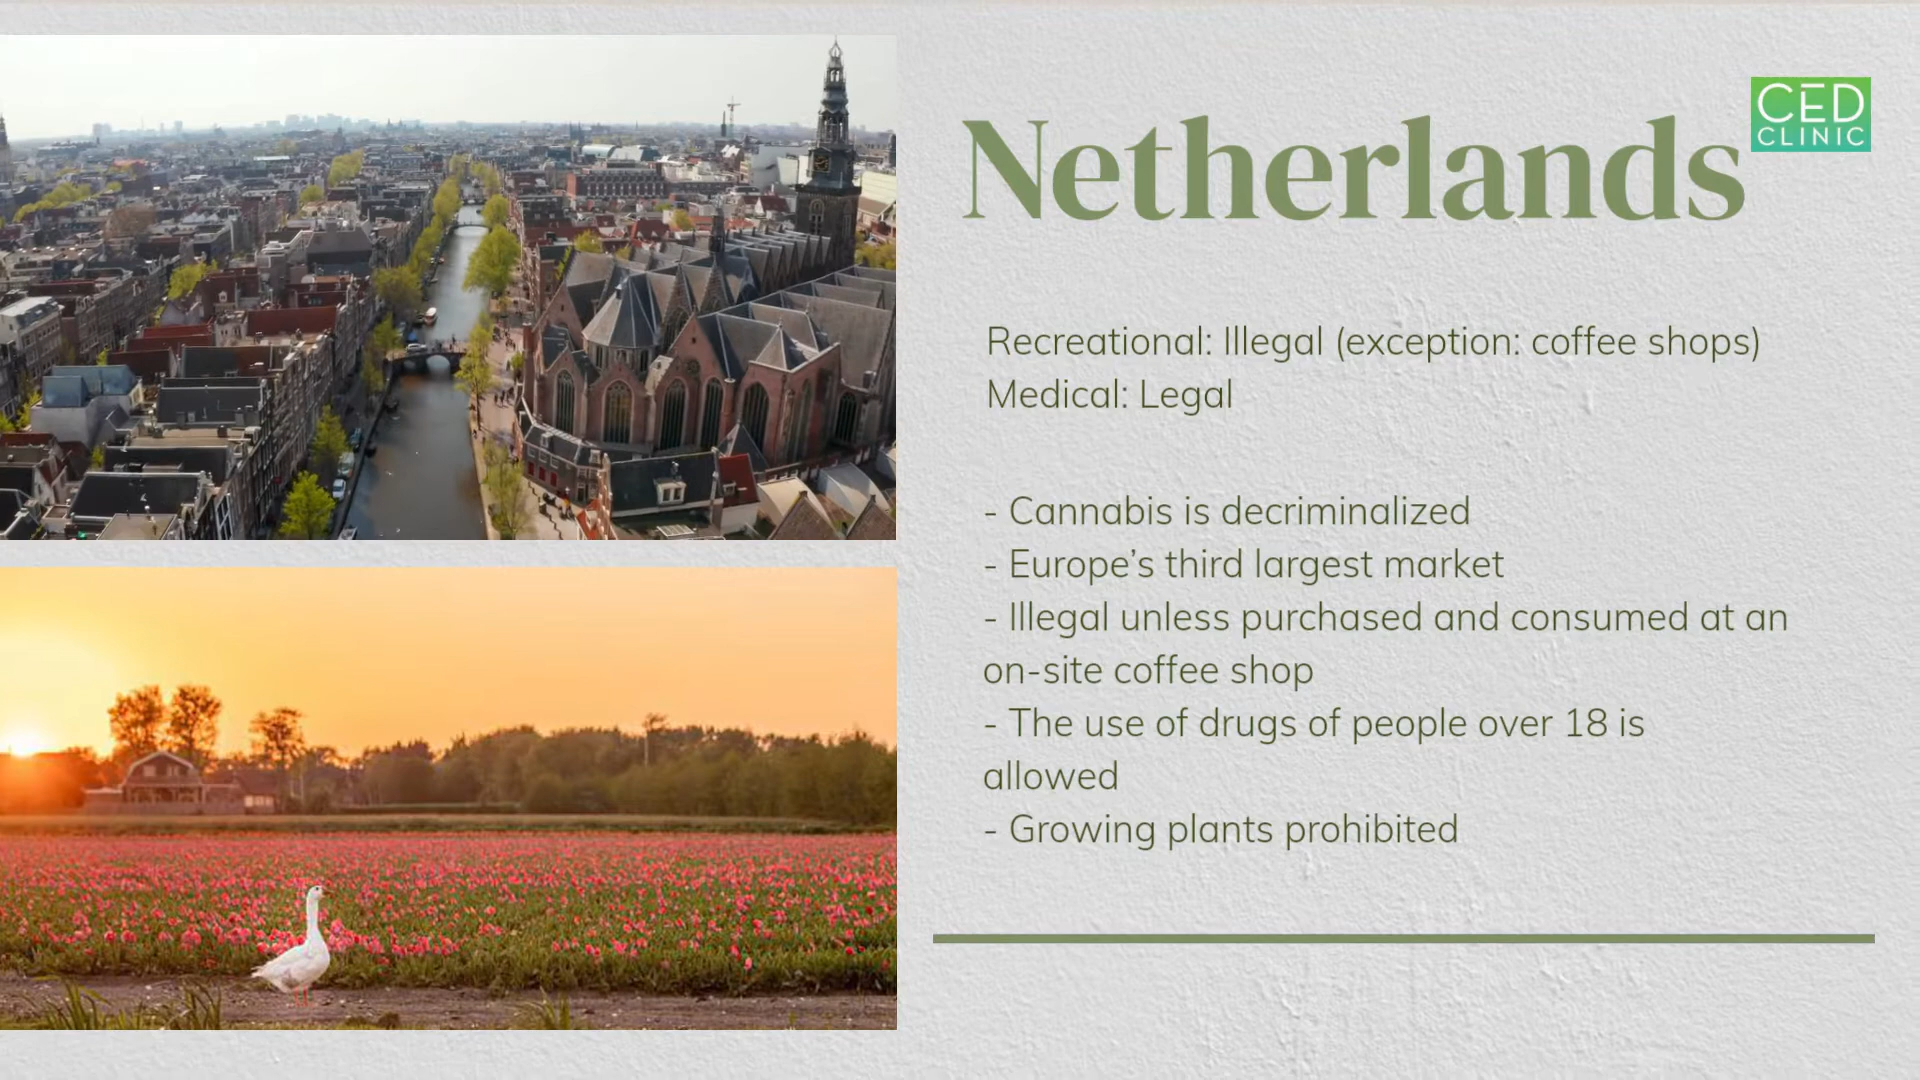 CED
CLINIC
Netherlands
Recreational: Illegal (exception: coffee shops)
Medical: Legal
- Cannabis is decriminalized
- Europe’s third largest market
- Illegal unless purchased and consumed at an
on-site coffee shop
- The use of drugs of people over 18 is
allowed
- Growing plants prohibited